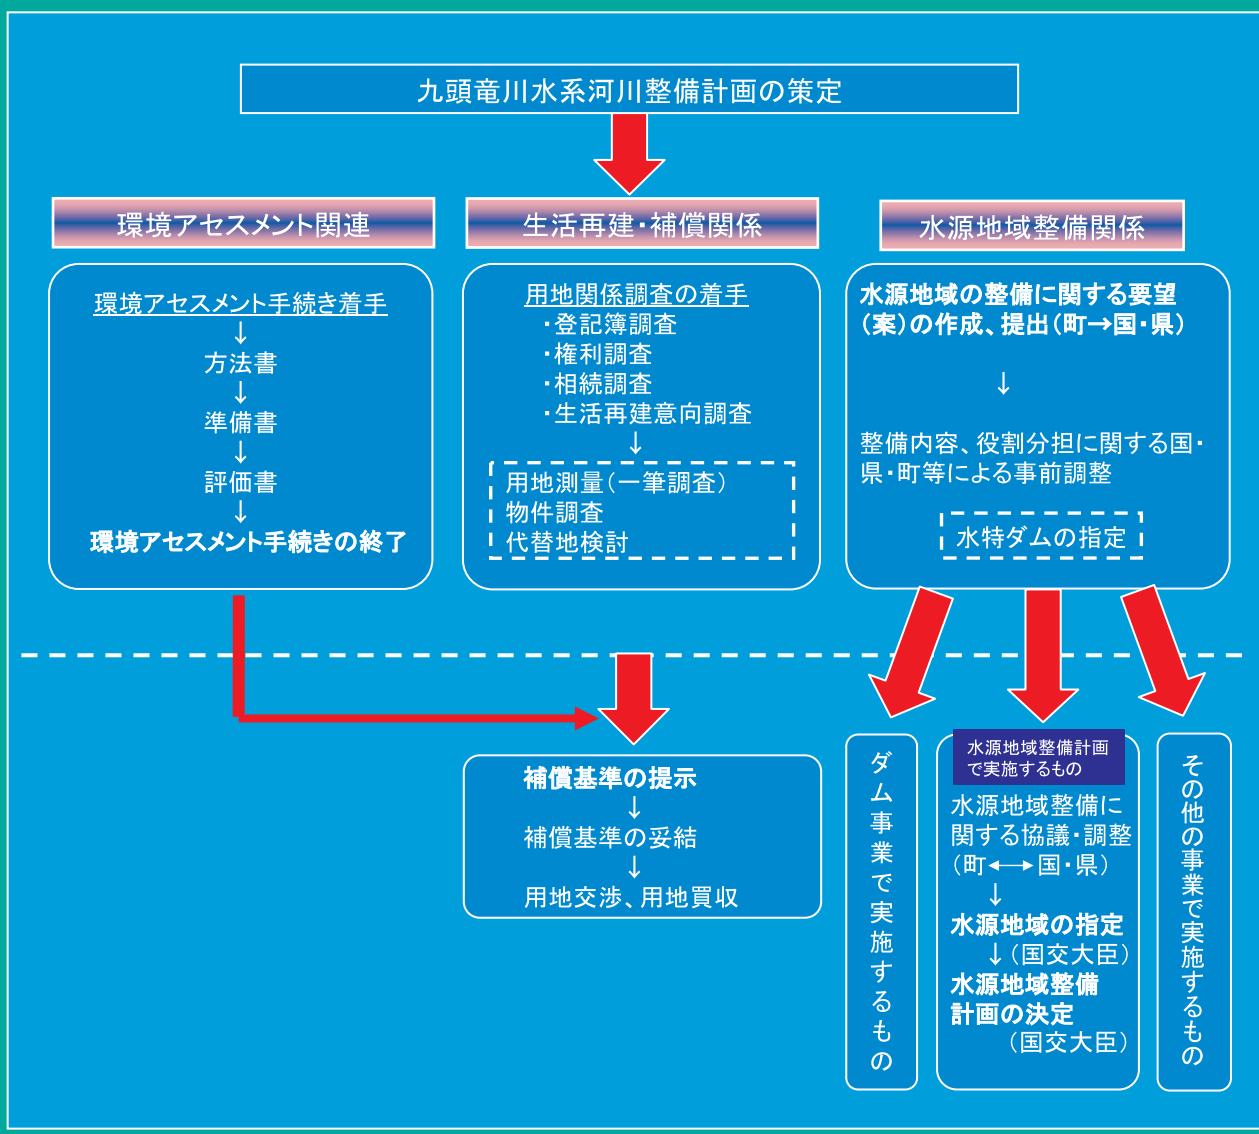 九頭竜川水系河川整備計画の策定
環境アセスメント関連
環境アセスメント手続き着手
↓
方法書
↓
準備書
↓
評価書
↓
環境アセスメント手続きの終了
生活再建・補償関係
用地関係調査の着手
・登記簿調査
・権利調査
・相続調査
・生活再建意向調査
↓
用地測量（一筆調査）
物件調査
代替地検討
水源地域整備関係
水源地域の整備に関する要望
（案）の作成、提出（町→国・県）
↓
整備内容、役割分担に関する国・
県・町等による事前調整
水特ダムの指定
補償基準の提示
↓
補償基準の妥結
↓
用地交渉、用地買収
ダム事業で実施するもの
水源地域整備計画
で実施するもの
水源地域整備に
関する協議・調整
（町←→国・県）
↓
水源地域の指定
↓（国交大臣）
水源地域整備
計画の決定
（国交大臣）
その他の事業で実施するもの